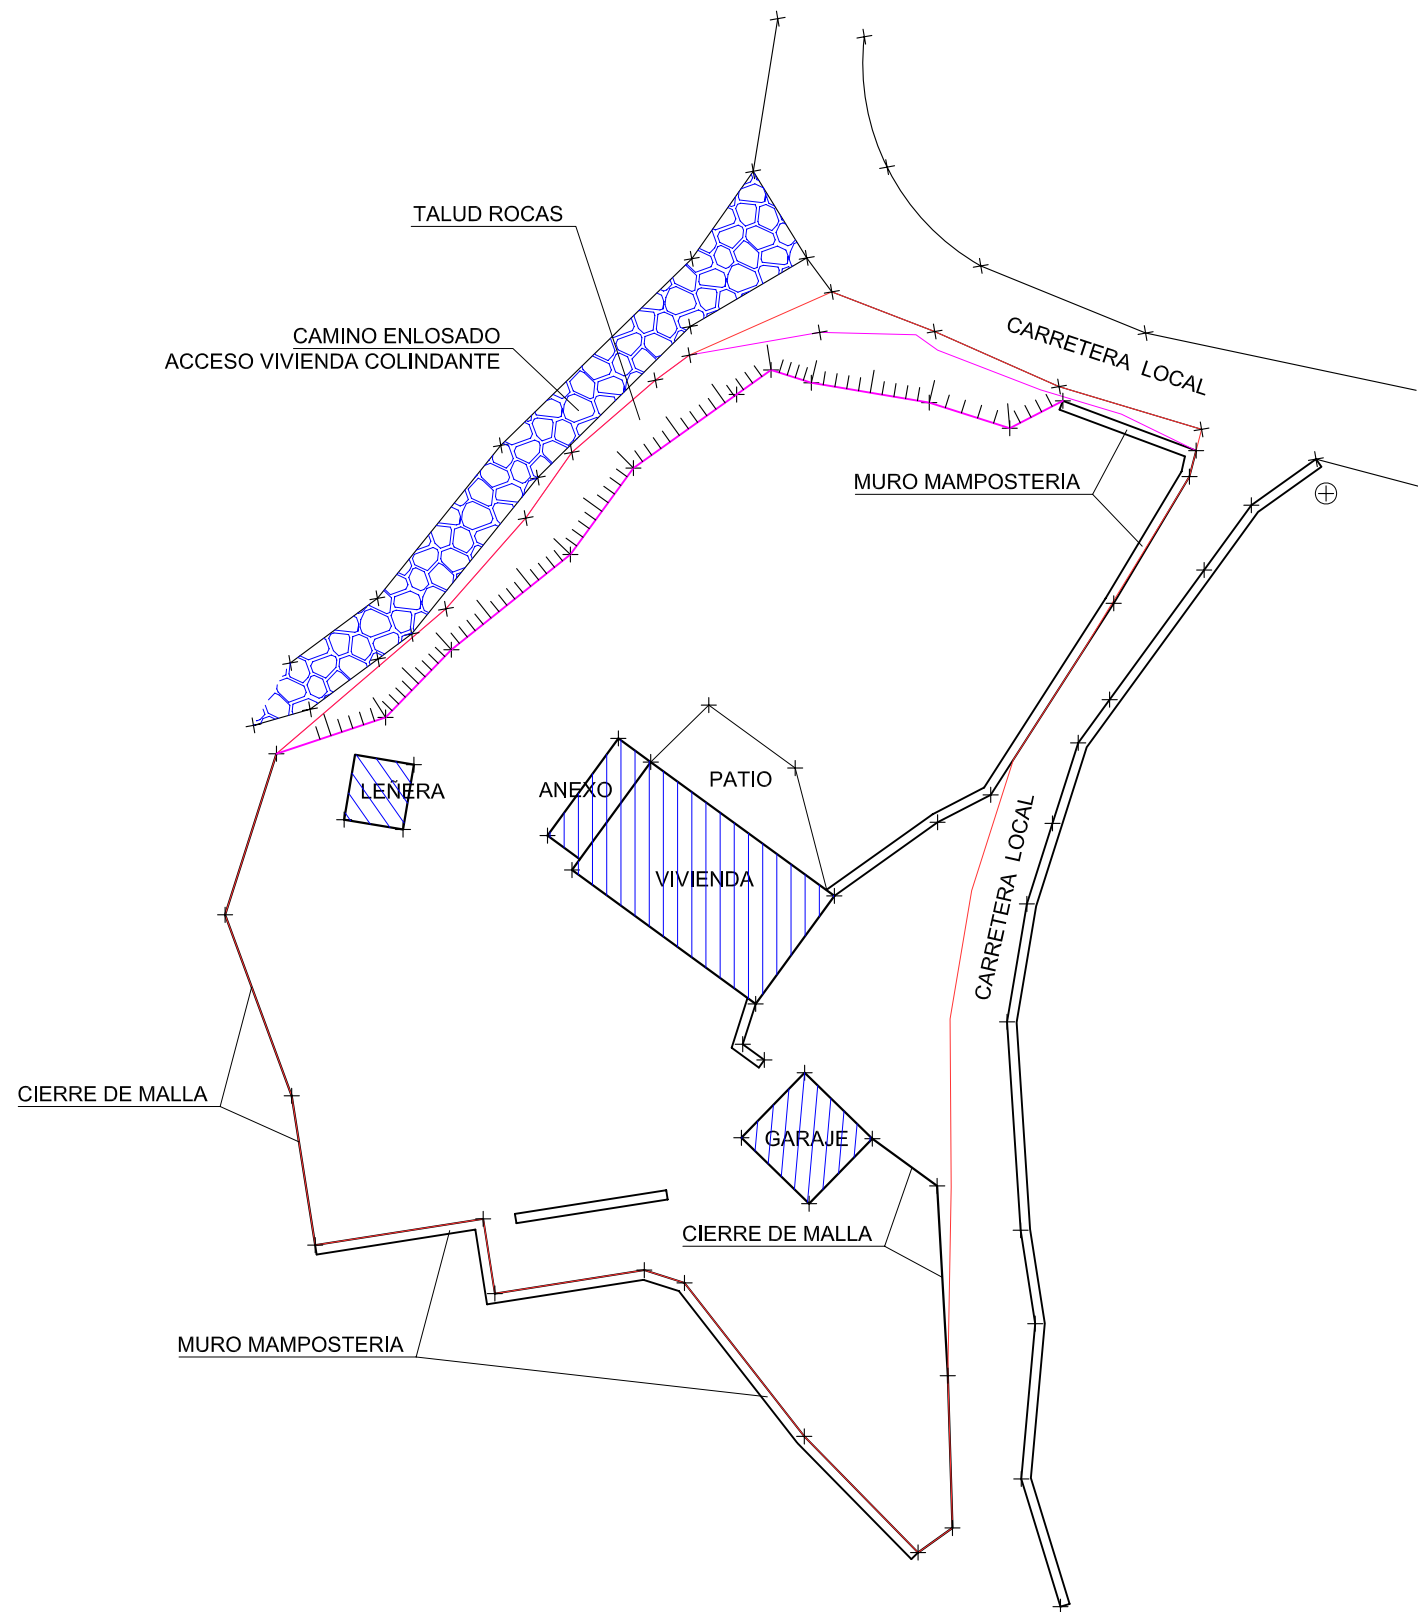 TALUD ROCAS
CAMINO ENLOSADO
ACCESO VIVIENDA COLINDANTE
CARRETERA LOCAL
MURO MAMPOSTERIA
LEÑERA
ANEXO
PATIO
VIVIENDA
CARRETERA LOCAL
CIERRE DE MALLA
GARAJE
CIERRE DE MALLA
MURO MAMPOSTERIA